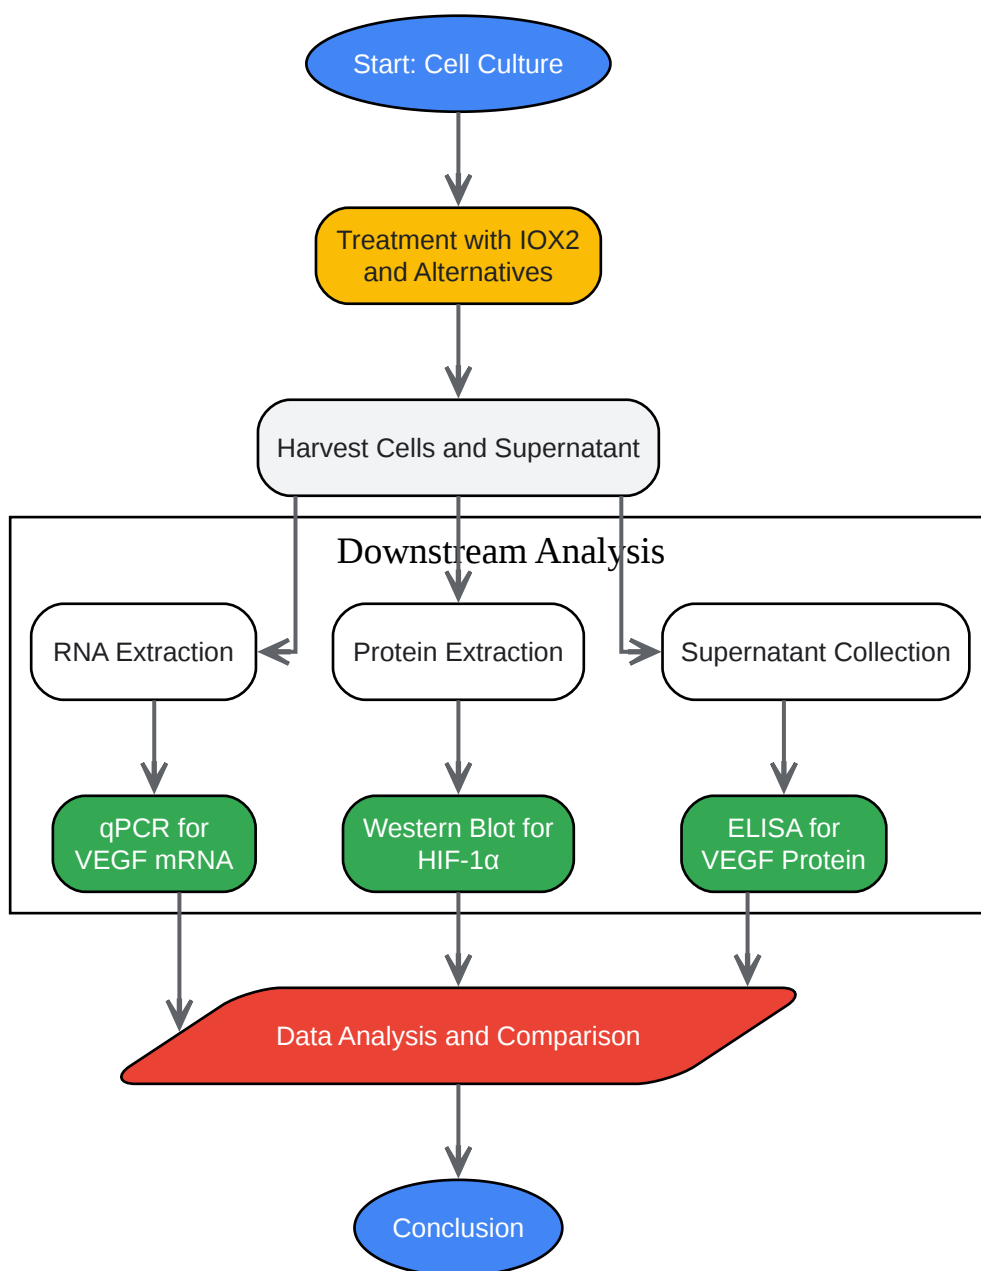 Start: Cell Culture
Treatment with IOX2
and Alternatives
Harvest Cells and Supernatant
Downstream Analysis
RNA Extraction
Protein Extraction
Supernatant Collection
qPCR for
VEGF mRNA
Western Blot for
HIF-1α
ELISA for
VEGF Protein
Data Analysis and Comparison
Conclusion